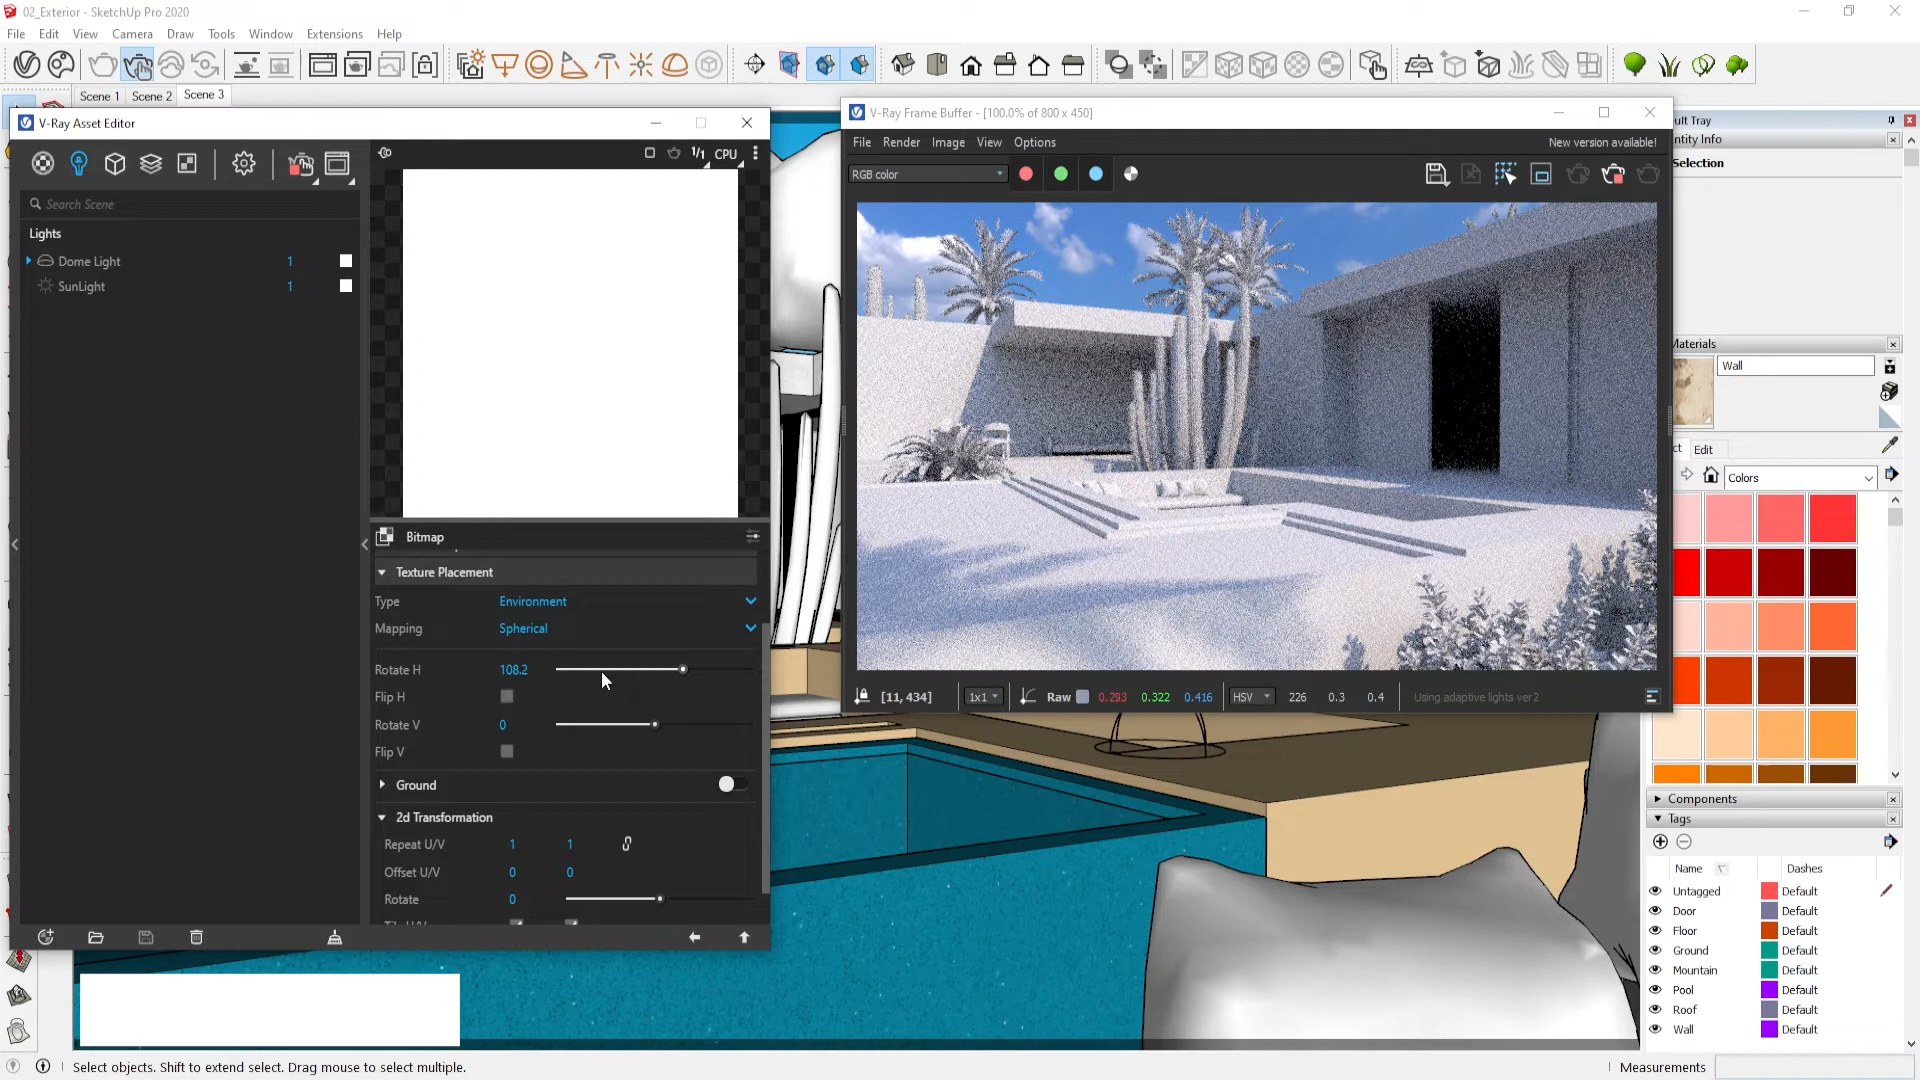 02_Exterior - SketchUp Pro 2020
File Edit View Camera Draw Tools Window Extensions Help
Scene 1 Scene 2 Scene 3
V-Ray Asset Editor
1/1 CPU
Search Scene
Lights
Dome Light 1
SunLight 1
Bitmap
Texture Placement
Type Environment
Mapping Spherical
Rotate H 108.2
Flip H
Rotate V 0
Flip V
Ground
2d Transformation
Repeat U/V 1 1
Offset U/V 0 0
Rotate 0
V-Ray Frame Buffer - [100.0% of 800 x 450]
File Render Image View Options
New version available!
RGB color
[11, 434] 1x1 Raw 0.293 0.322 0.416 HSV 226 0.3 0.4 Using adaptive lights ver2
ult Tray
ntity Info
Selection
Materials
Wall
ct Edit
Colors
Components
Tags
Name Dashes
Untagged Default
Door Default
Floor Default
Ground Default
Mountain Default
Pool Default
Roof Default
Wall Default
Select objects. Shift to extend select. Drag mouse to select multiple.
Measurements